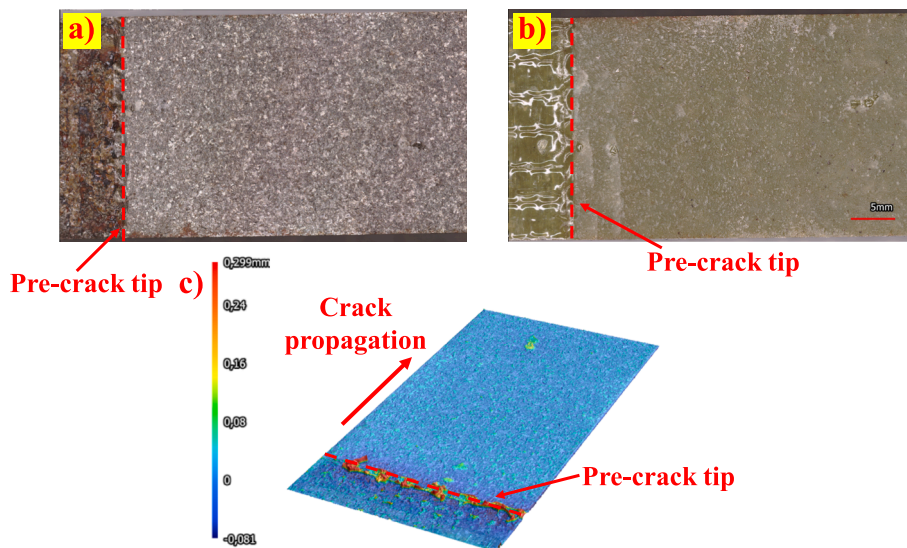 a)
b)
5mm
Pre-crack tip
Pre-crack tip
c)
0,299mm
0,24
0,16
0,08
0
-0,081
Crack
propagation
Pre-crack tip